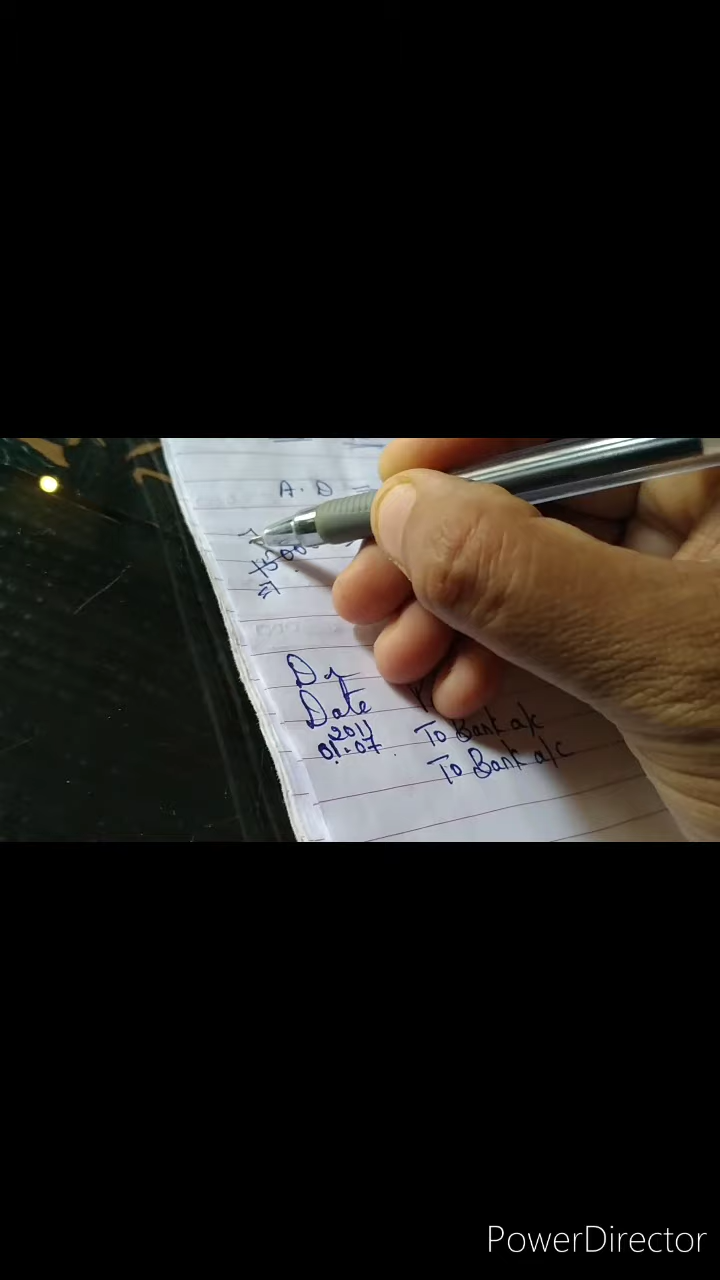 A. D =
Dr
Date
2011
01.07
To Bank a/c
To Bank a/c
PowerDirector